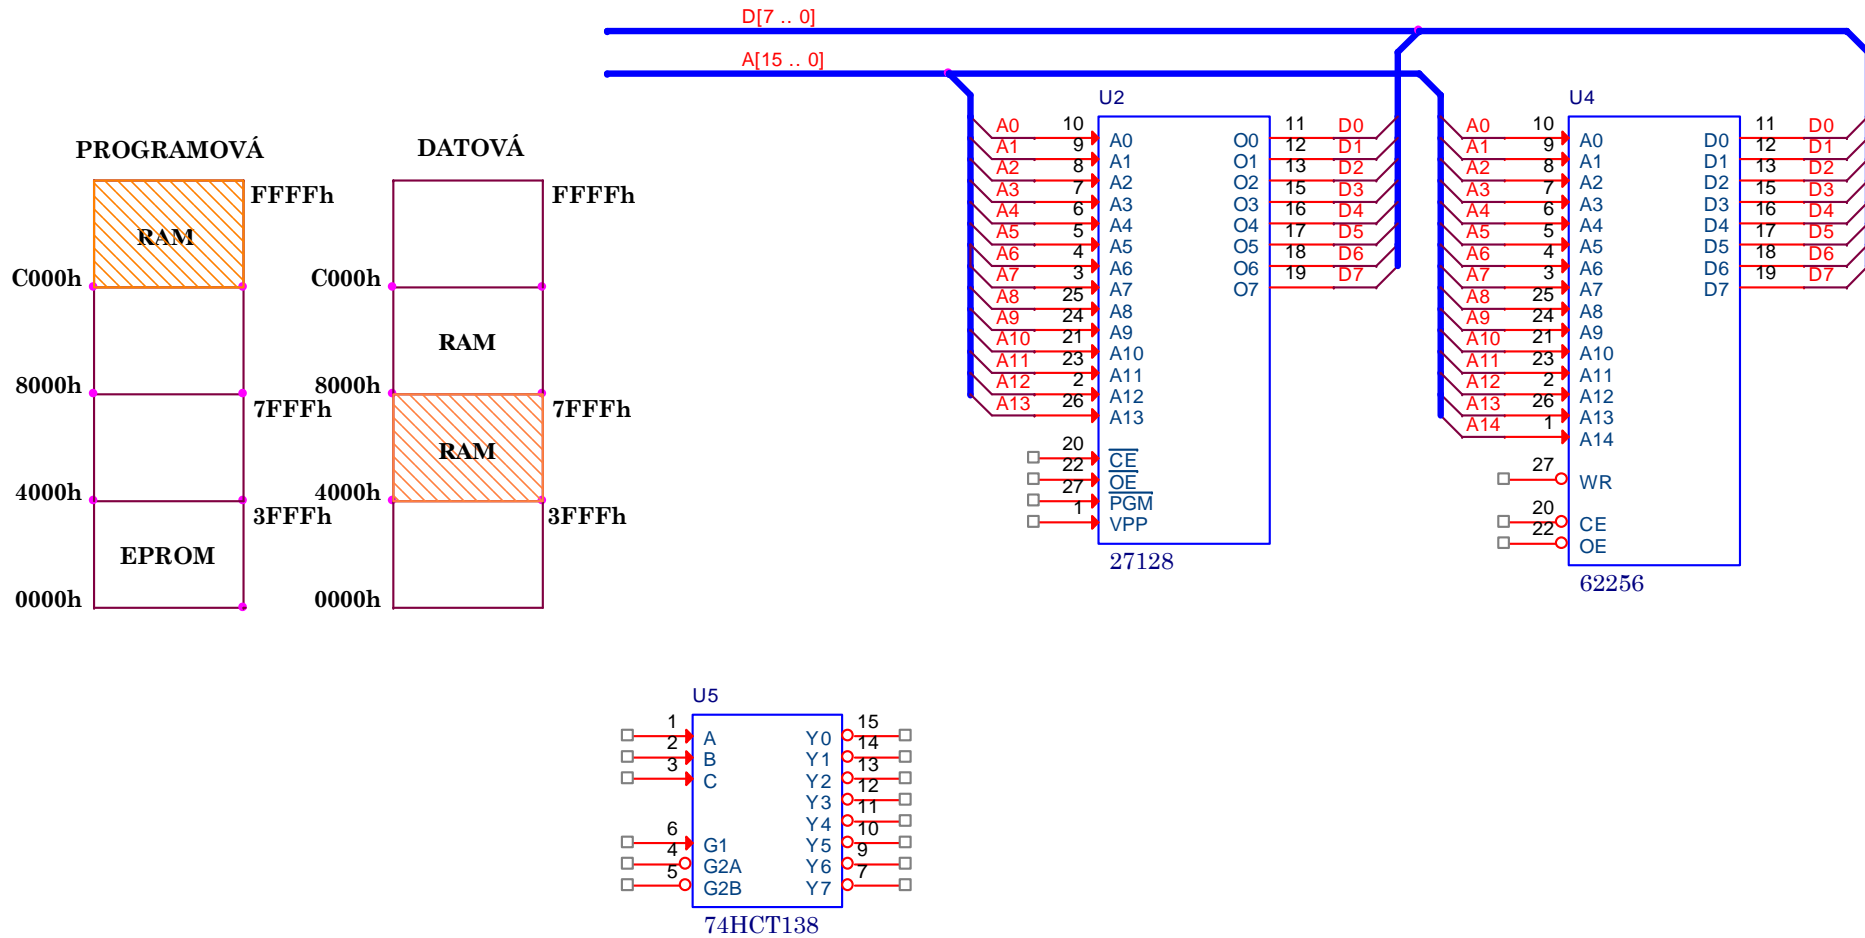 D[7 .. 0]
A[15 .. 0]
PROGRAMOVÁ
FFFFh
RAM
C000h
8000h
7FFFh
4000h
3FFFh
EPROM
0000h
DATOVÁ
FFFFh
C000h
RAM
8000h
7FFFh
RAM
4000h
3FFFh
0000h
U2
A0 10 A0 O0 11 D0
A1 9 A1 O1 12 D1
A2 8 A2 O2 13 D2
A3 7 A3 O3 15 D3
A4 6 A4 O4 16 D4
A5 5 A5 O5 17 D5
A6 4 A6 O6 18 D6
A7 3 A7 O7 19 D7
A8 25 A8
A9 24 A9
A10 21 A10
A11 23 A11
A12 2 A12
A13 26 A13
20 CE
22 OE
27 PGM
1 VPP
27128
U4
A0 10 A0 D0 11 D0
A1 9 A1 D1 12 D1
A2 8 A2 D2 13 D2
A3 7 A3 D3 15 D3
A4 6 A4 D4 16 D4
A5 5 A5 D5 17 D5
A6 4 A6 D6 18 D6
A7 3 A7 D7 19 D7
A8 25 A8
A9 24 A9
A10 21 A10
A11 23 A11
A12 2 A12
A13 26 A13
A14 1 A14
27 WR
20 CE
22 OE
62256
U5
1 A Y0 15
2 B Y1 14
3 C Y2 13
Y3 12
Y4 11
6 G1 Y5 10
4 G2A Y6 9
5 G2B Y7 7
74HCT138